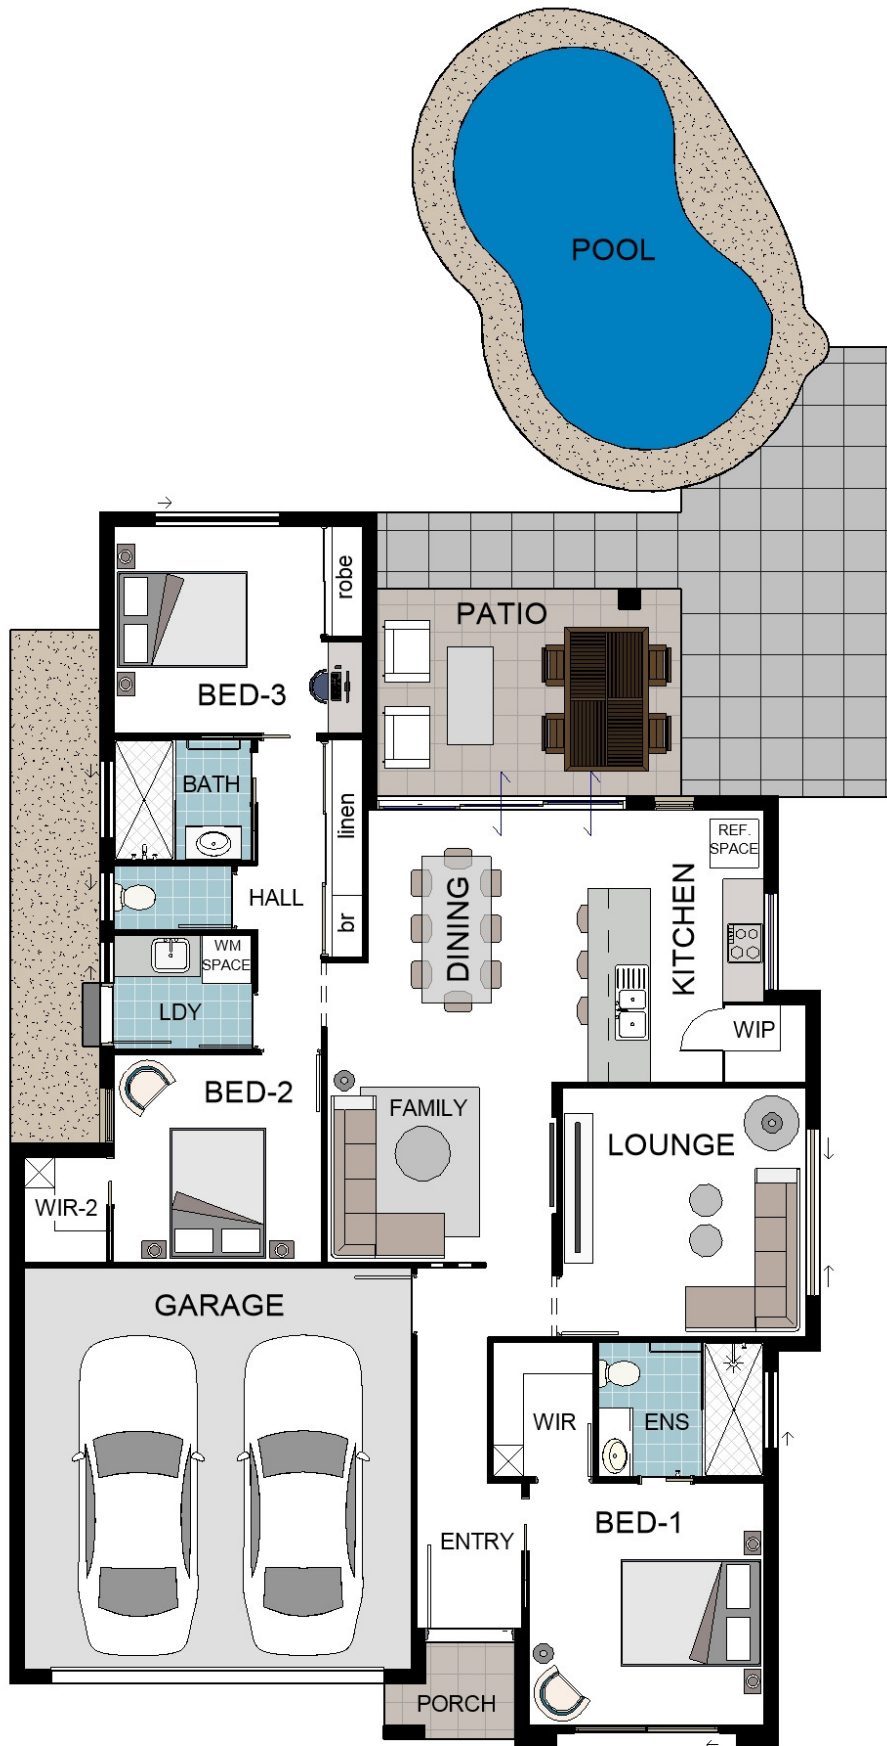 POOL
robe
PATIO
BED-3
BATH
linen
REF.
SPACE
DINING
KITCHEN
HALL
br
WM
SPACE
LDY
WIP
BED-2
FAMILY
LOUNGE
WIR-2
GARAGE
WIR
ENS
BED-1
ENTRY
PORCH